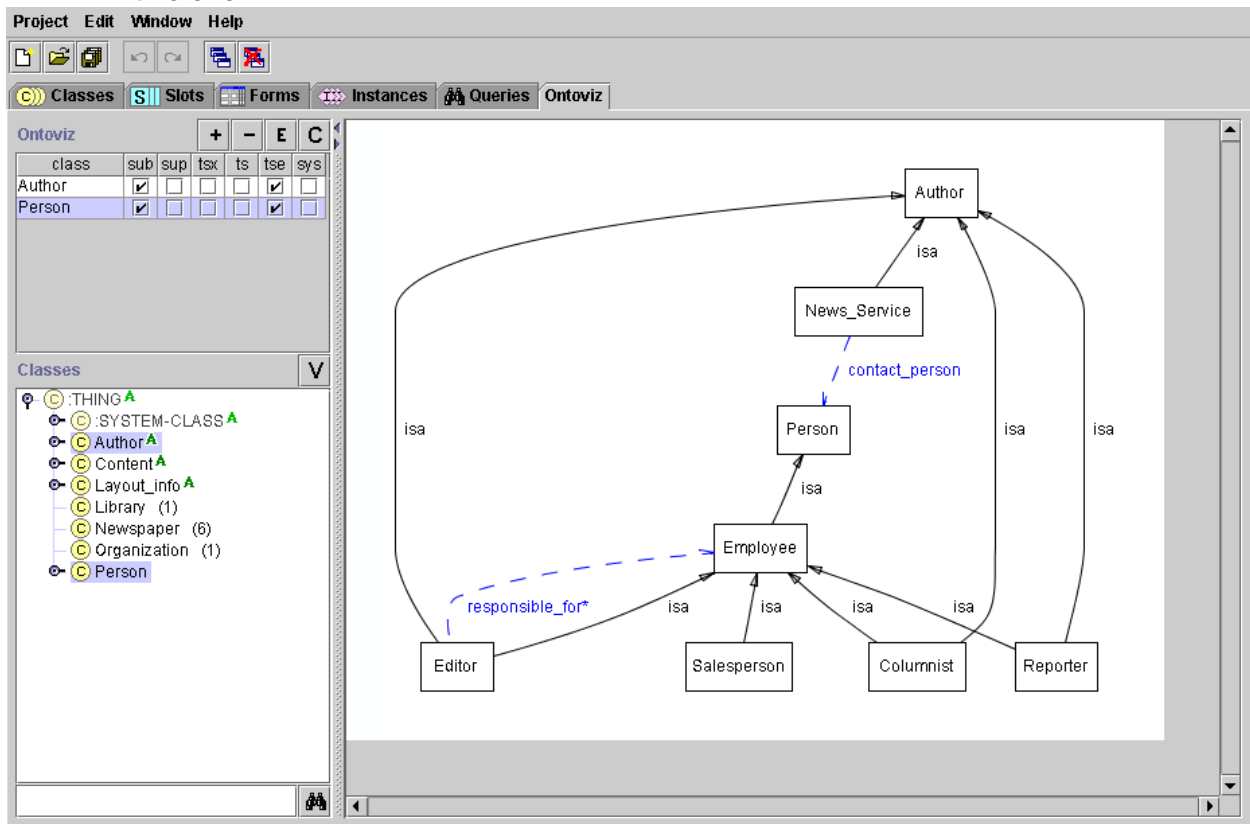 Project Edit Window Help
Classes S Slots Forms Instances Queries Ontoviz
Ontoviz + − E C
class sub sup tsx ts tse sys
Author
Person
Classes V
C :THING A
C :SYSTEM-CLASS A
C Author A
C Content A
C Layout_info A
C Library (1)
C Newspaper (6)
C Organization (1)
C Person
Author
isa
News_Service
contact_person
isa
Person
isa
isa
isa
Employee
responsible_for*
isa
isa
isa
isa
Editor
Salesperson
Columnist
Reporter